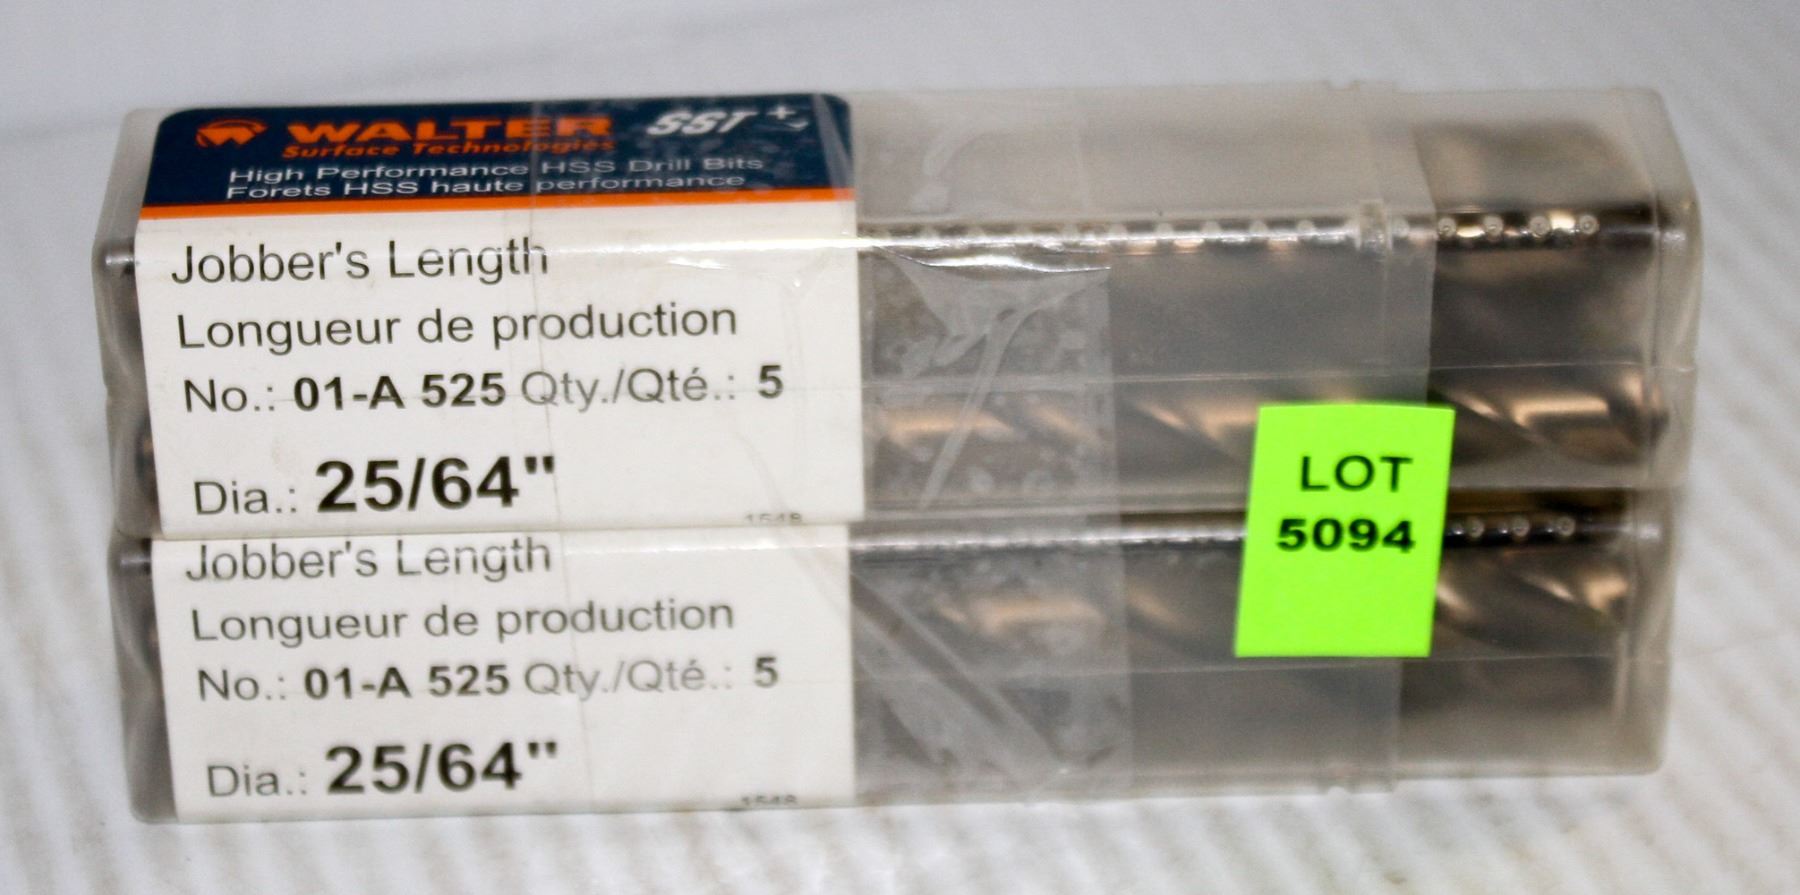 WALTER SST +
Surface Technologies
High Performance HSS Drill Bits
Forets HSS haute performance
Jobber's Length
Longueur de production
No.: 01-A 525 Qty./Qté.: 5
Dia.: 25/64"
1548
Jobber's Length
Longueur de production
No.: 01-A 525 Qty./Qté.: 5
Dia.: 25/64"
1548
LOT
5094